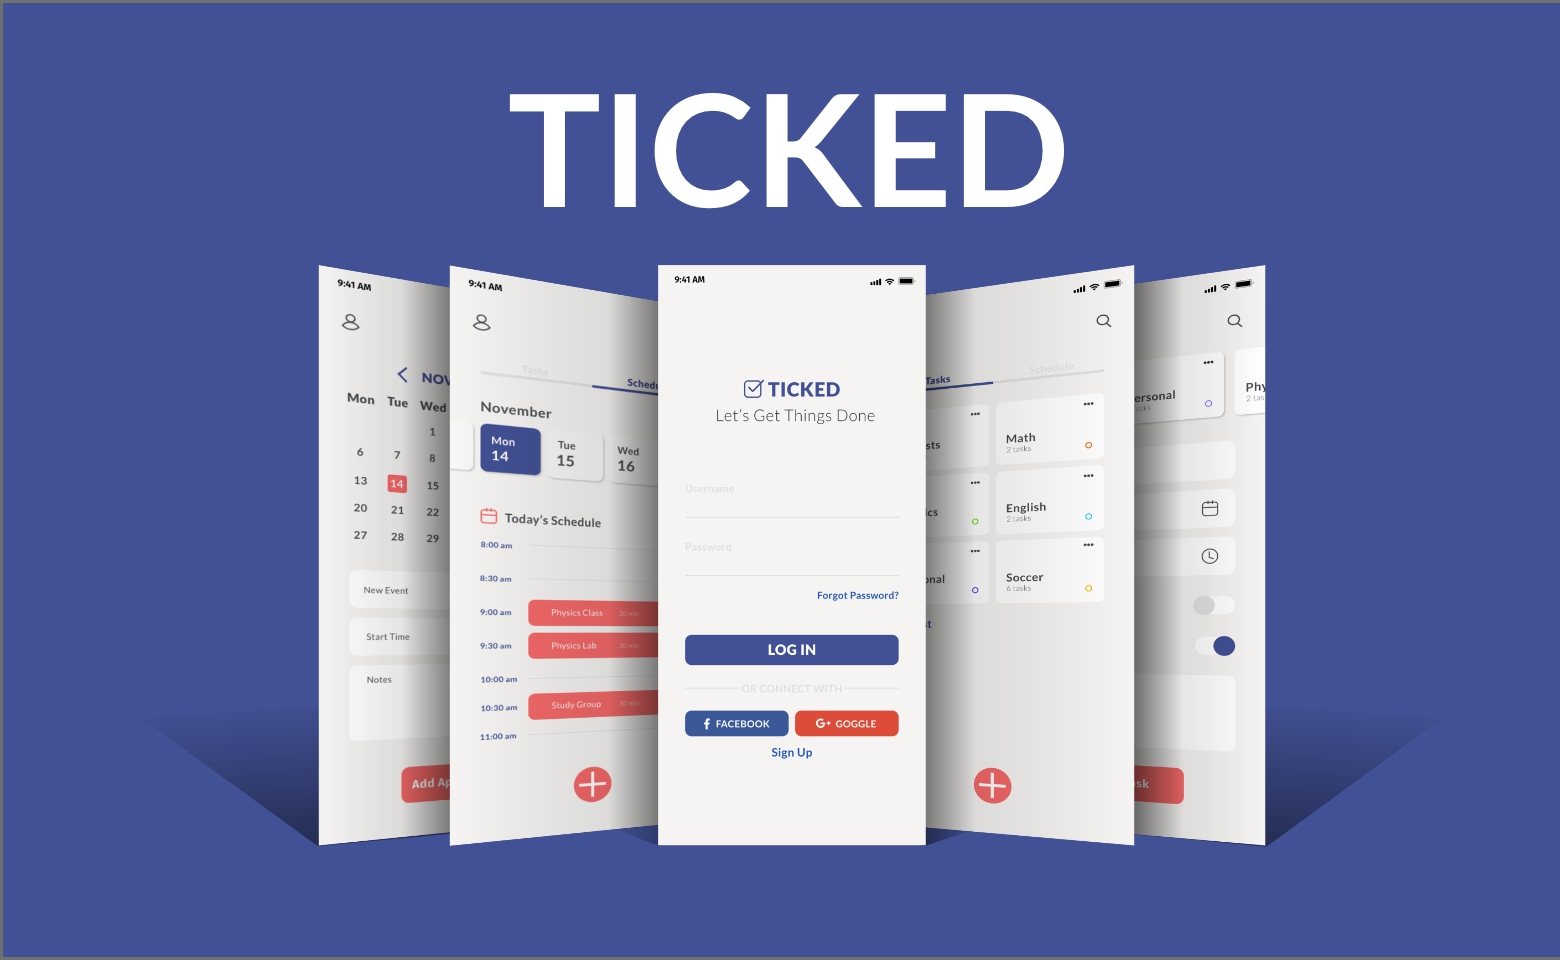 TICKED
9:41 AM
NOV
Mon Tue Wed
1
6 7 8
13 14 15
20 21 22
27 28 29
New Event
Start Time
Notes
Add Ap
9:41 AM
Tasks Schedu
November
Mon 14
Tue 15
Wed 16
Today's Schedule
8:00 am
8:30 am
9:00 am Physics Class 30 min
9:30 am Physics Lab 30 min
10:00 am
10:30 am Study Group 30 min
11:00 am
9:41 AM
TICKED
Let's Get Things Done
Username
Password
Forgot Password?
LOG IN
OR CONNECT WITH
f FACEBOOK G+ GOGGLE
Sign Up
Tasks Schedule
sts
Math
2 tasks
ics
English
2 tasks
onal
Soccer
6 tasks
st
ersonal
asks
Phy
2 tas
sk